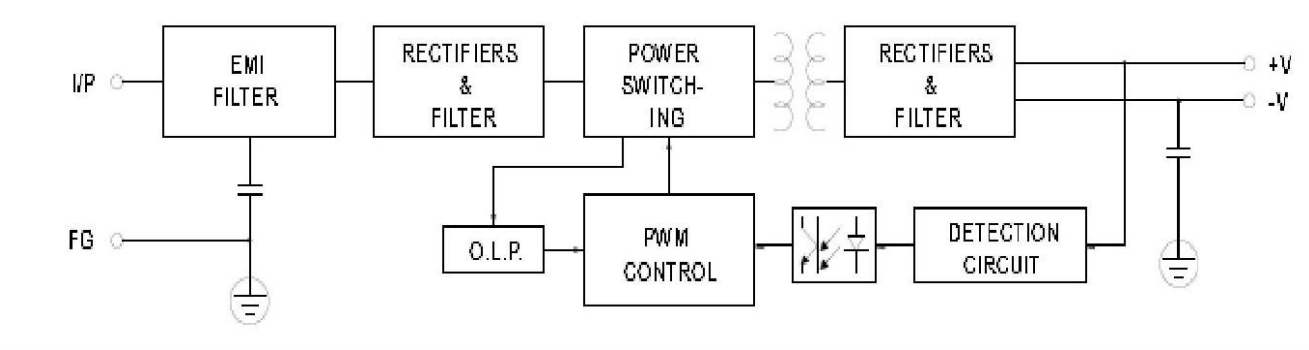 I/P
EMI
FILTER
RECTIFIERS
&
FILTER
POWER
SWITCH-
ING
RECTIFIERS
&
FILTER
+V
-V
FG
O.L.P.
PWM
CONTROL
DETECTION
CIRCUIT